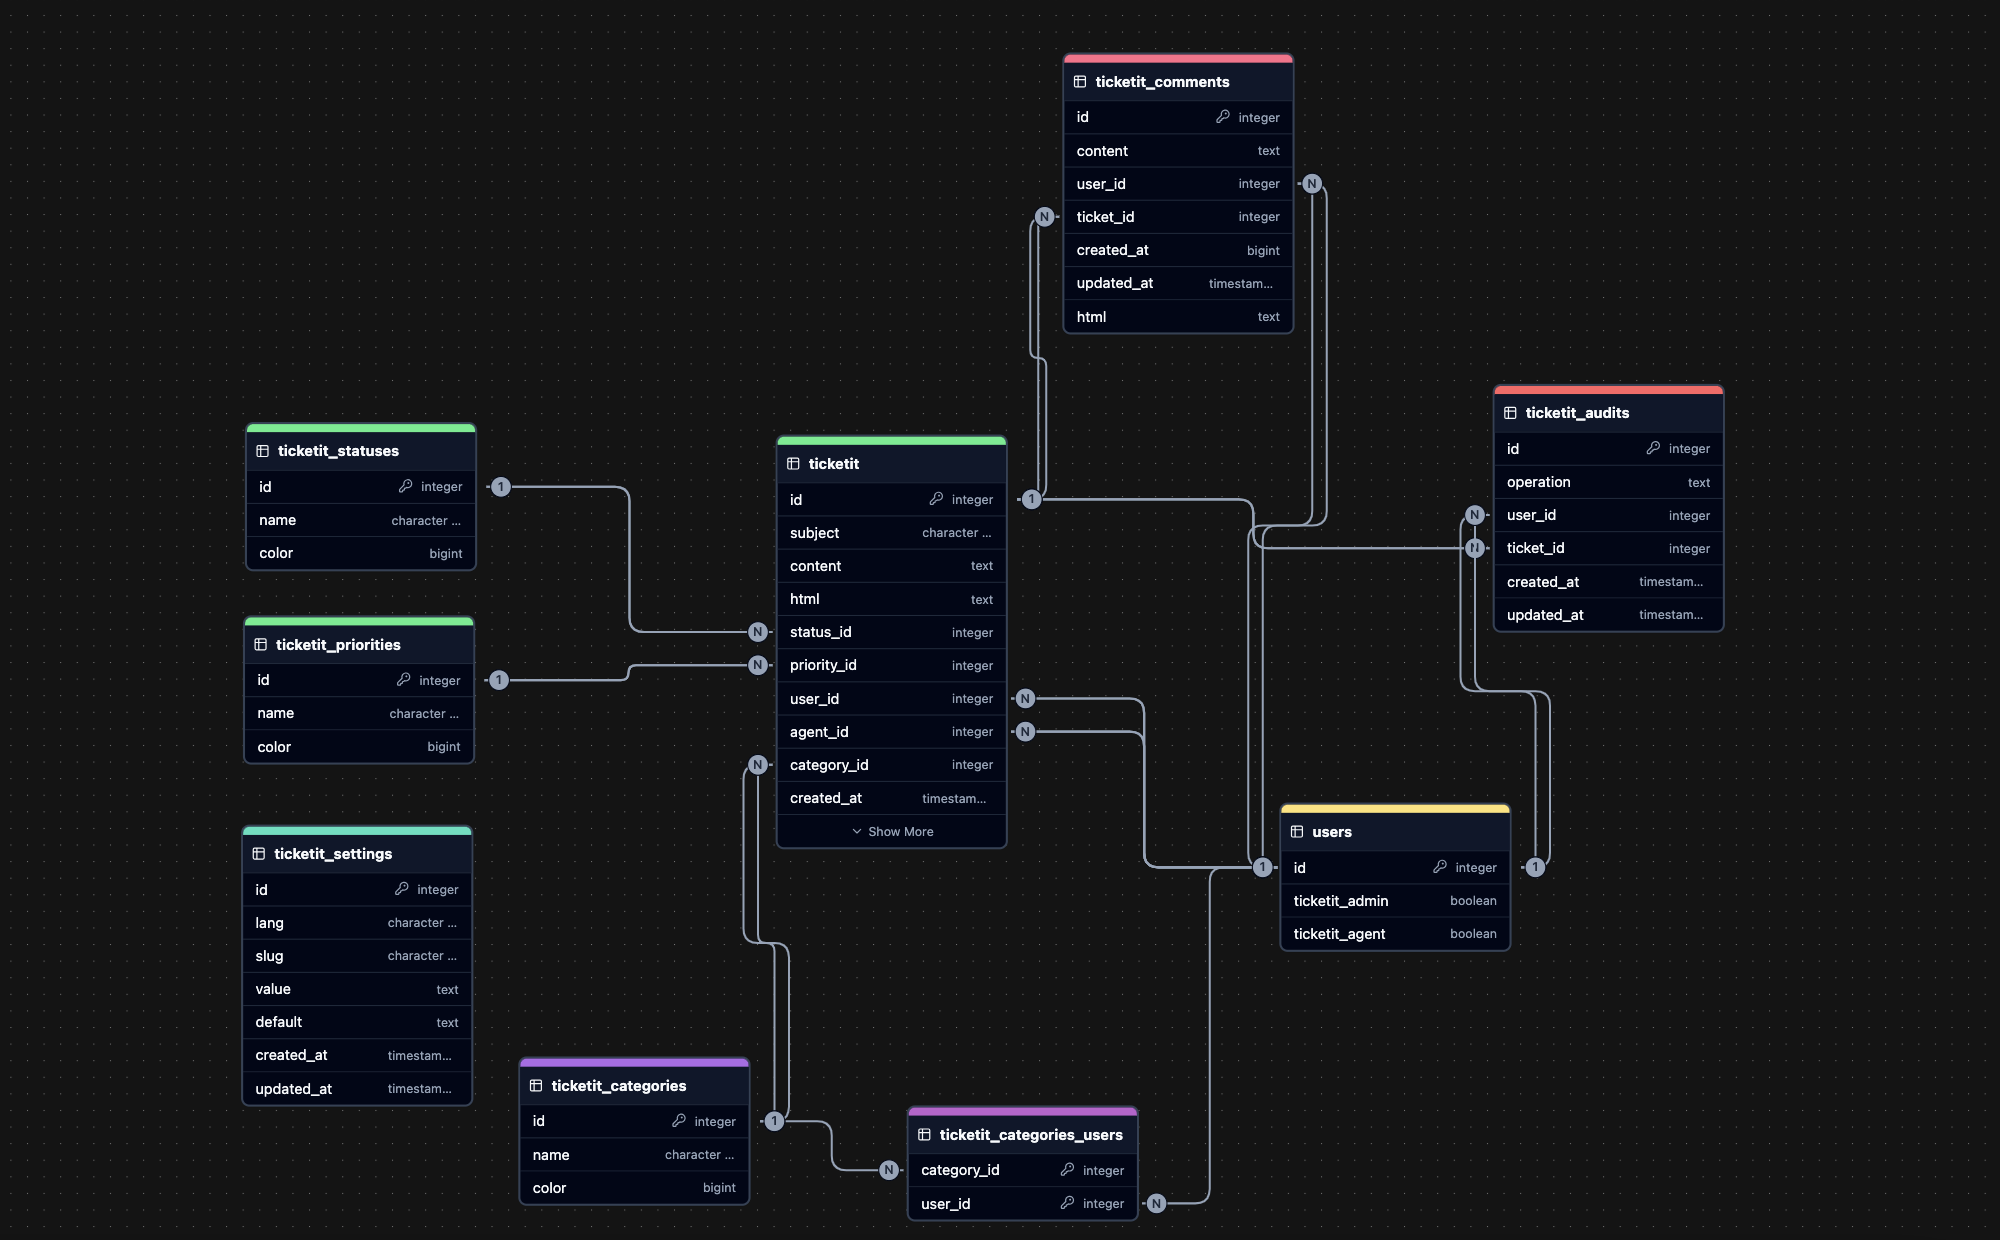 ticketit_comments
id integer
content text
user_id integer
N
N
ticket_id integer
created_at bigint
updated_at timestam...
html text
ticketit_audits
id integer
operation text
N
user_id integer
N
ticket_id integer
created_at timestam...
updated_at timestam...
ticketit_statuses
id integer
1
name character ...
color bigint
ticketit_priorities
id integer
1
name character ...
color bigint
ticketit
id integer
1
subject character ...
content text
html text
N
status_id integer
N
priority_id integer
user_id integer
N
agent_id integer
N
N
category_id integer
created_at timestam...
Show More
users
1
id integer
1
ticketit_admin boolean
ticketit_agent boolean
ticketit_settings
id integer
lang character ...
slug character ...
value text
default text
created_at timestam...
updated_at timestam...
ticketit_categories
id integer
1
name character ...
color bigint
ticketit_categories_users
N
category_id integer
user_id integer
N